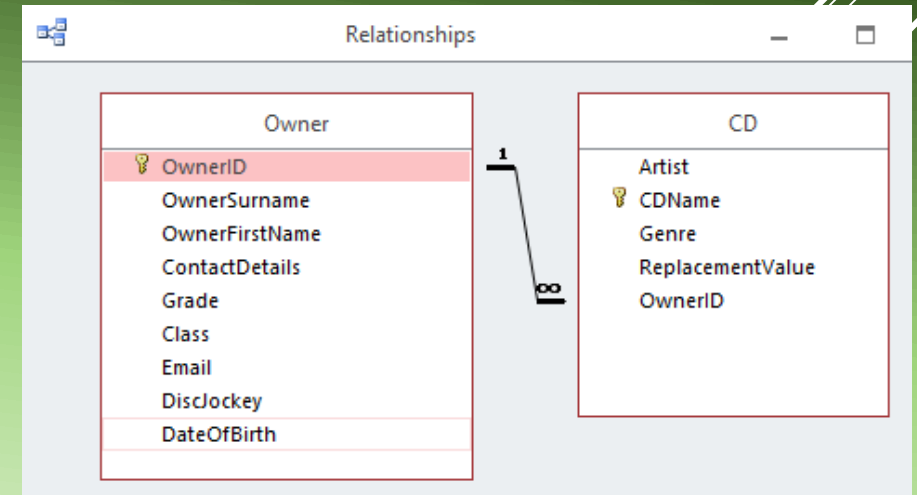 Relationships
Owner
OwnerID
OwnerSurname
OwnerFirstName
ContactDetails
Grade
Class
Email
DiscJockey
DateOfBirth
1
∞
CD
Artist
CDName
Genre
ReplacementValue
OwnerID